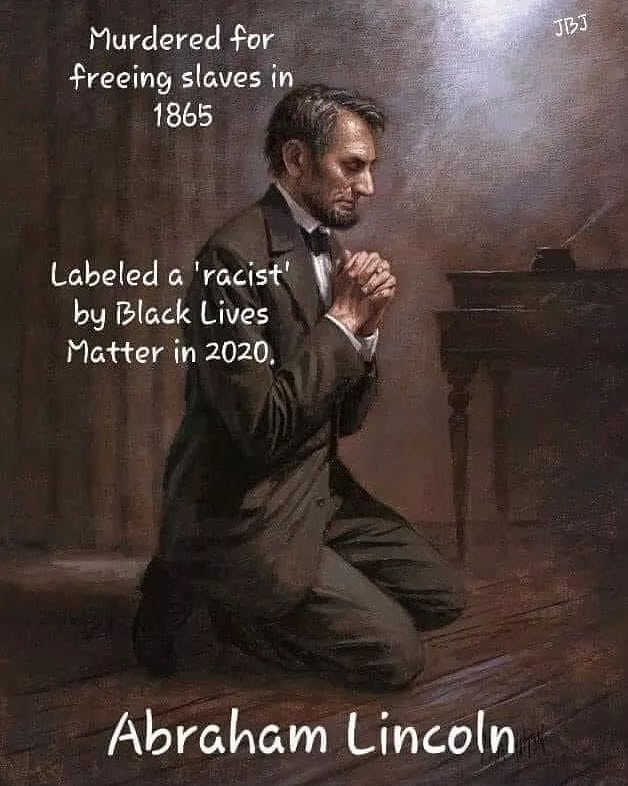 JBJ
Murdered for
freeing slaves in
1865
Labeled a 'racist'
by Black Lives
Matter in 2020.
Abraham Lincoln